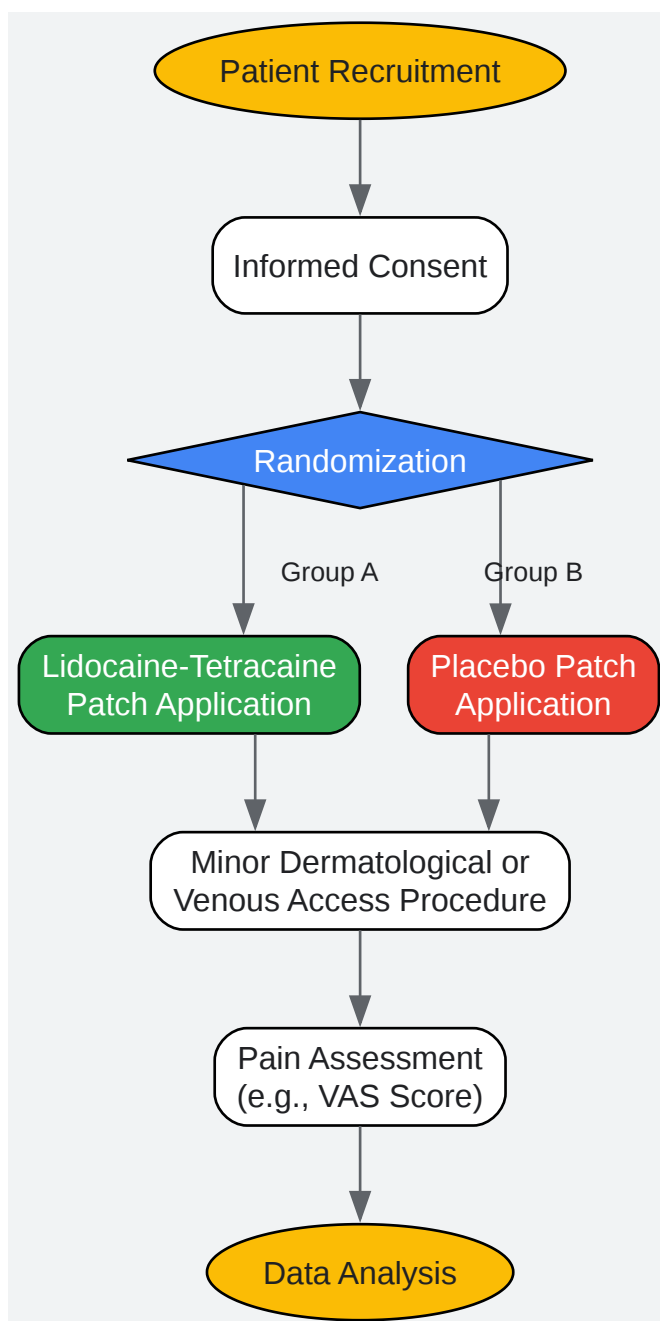 Patient Recruitment
Informed Consent
Randomization
Group A
Group B
Lidocaine-Tetracaine
Patch Application
Placebo Patch
Application
Minor Dermatological or
Venous Access Procedure
Pain Assessment
(e.g., VAS Score)
Data Analysis